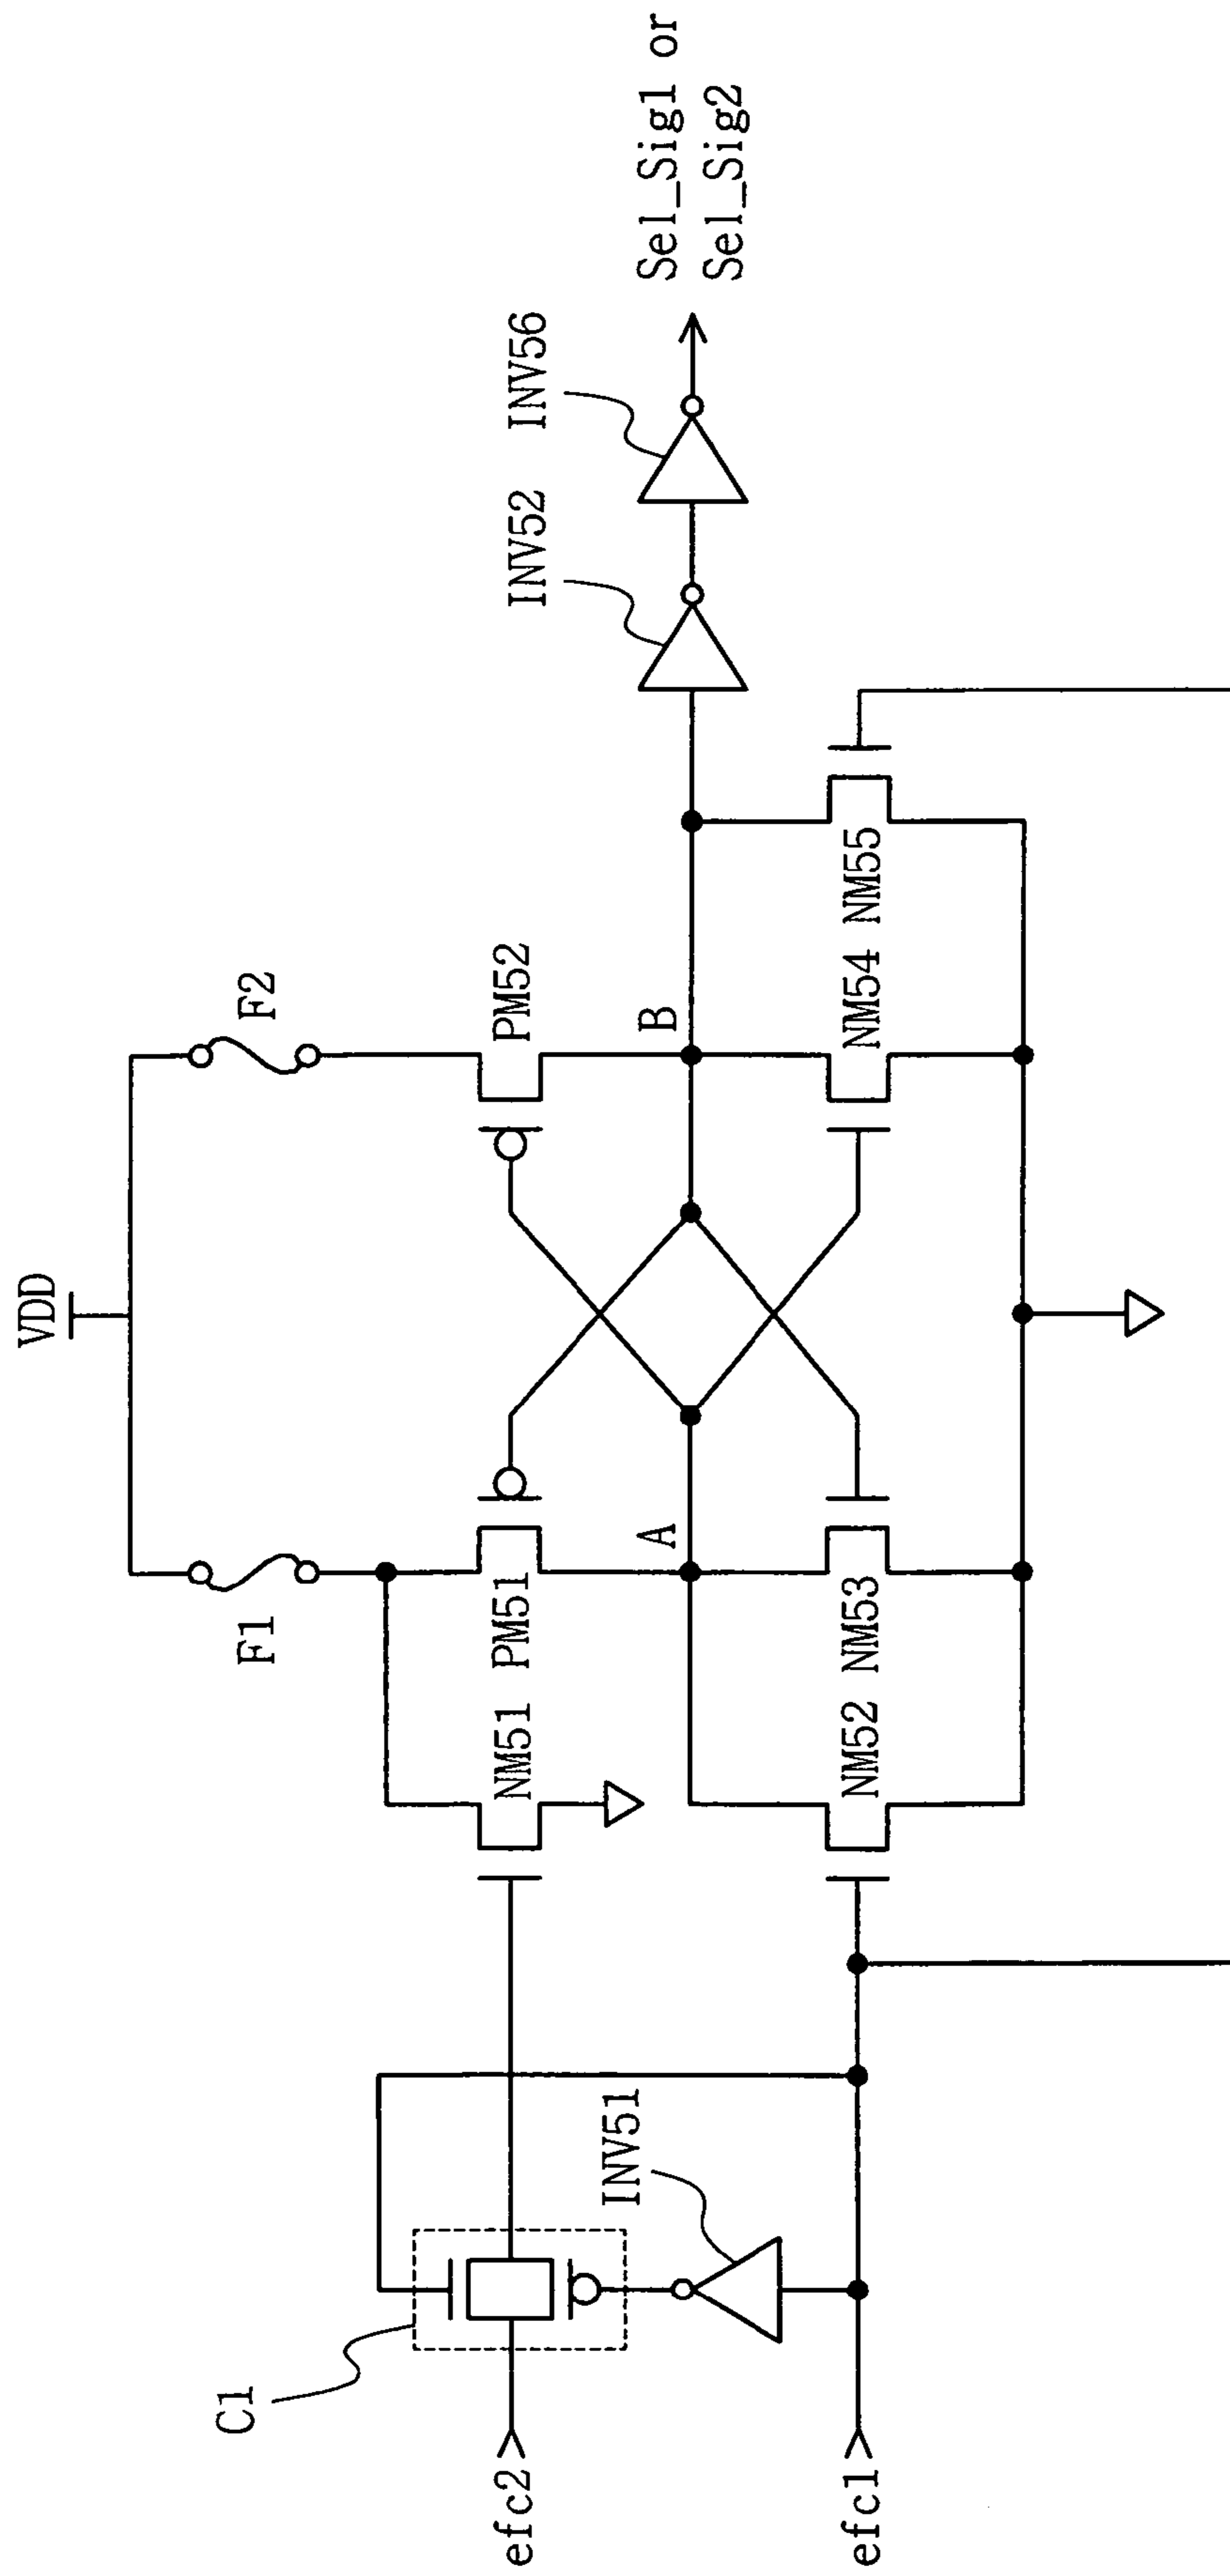 VDD
F1
F2
NM51 PM51
PM52
C1
efc2
A
B
INV52
INV56
Sel_Sig1 or
Sel_Sig2
INV51
NM52 NM53
NM54 NM55
efc1